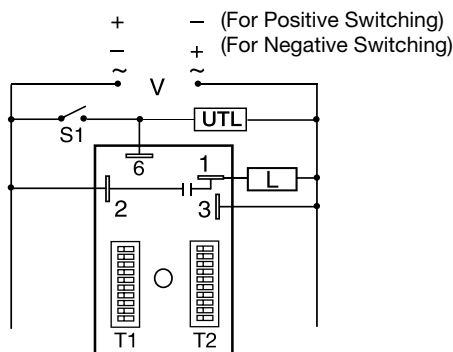 + – (For Positive Switching)
– + (For Negative Switching)
~ V ~
S1 UTL
6 1 L
2 3
T1 T2